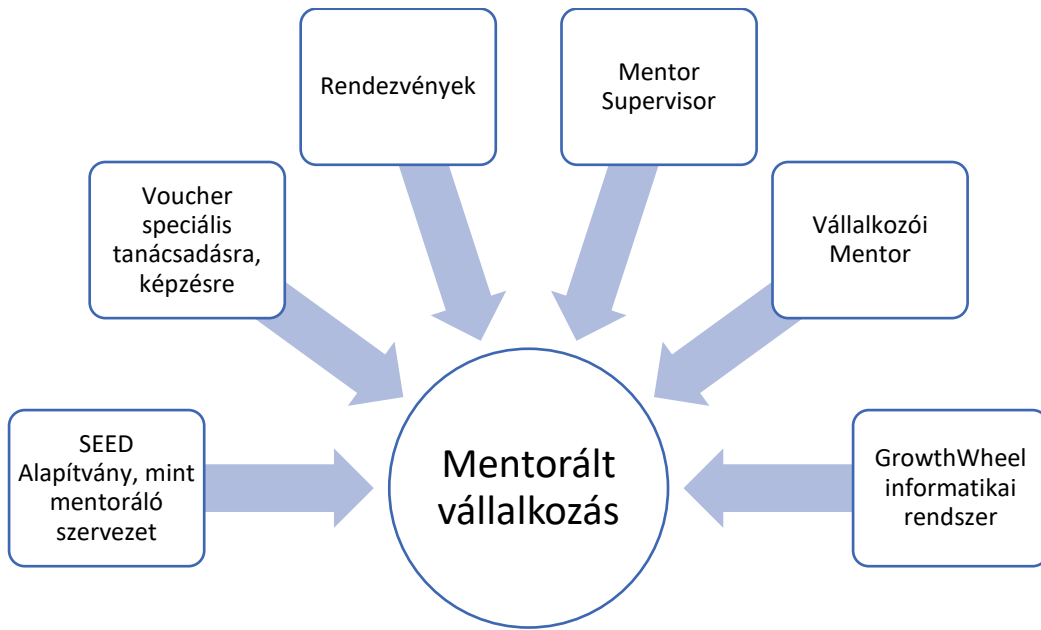 Rendezvények
Mentor
Supervisor
Voucher
speciális
tanácsadásra,
képzésre
Vállalkozói
Mentor
SEED
Alapítvány, mint
mentoráló
szervezet
Mentorált
vállalkozás
GrowthWheel
informatikai
rendszer